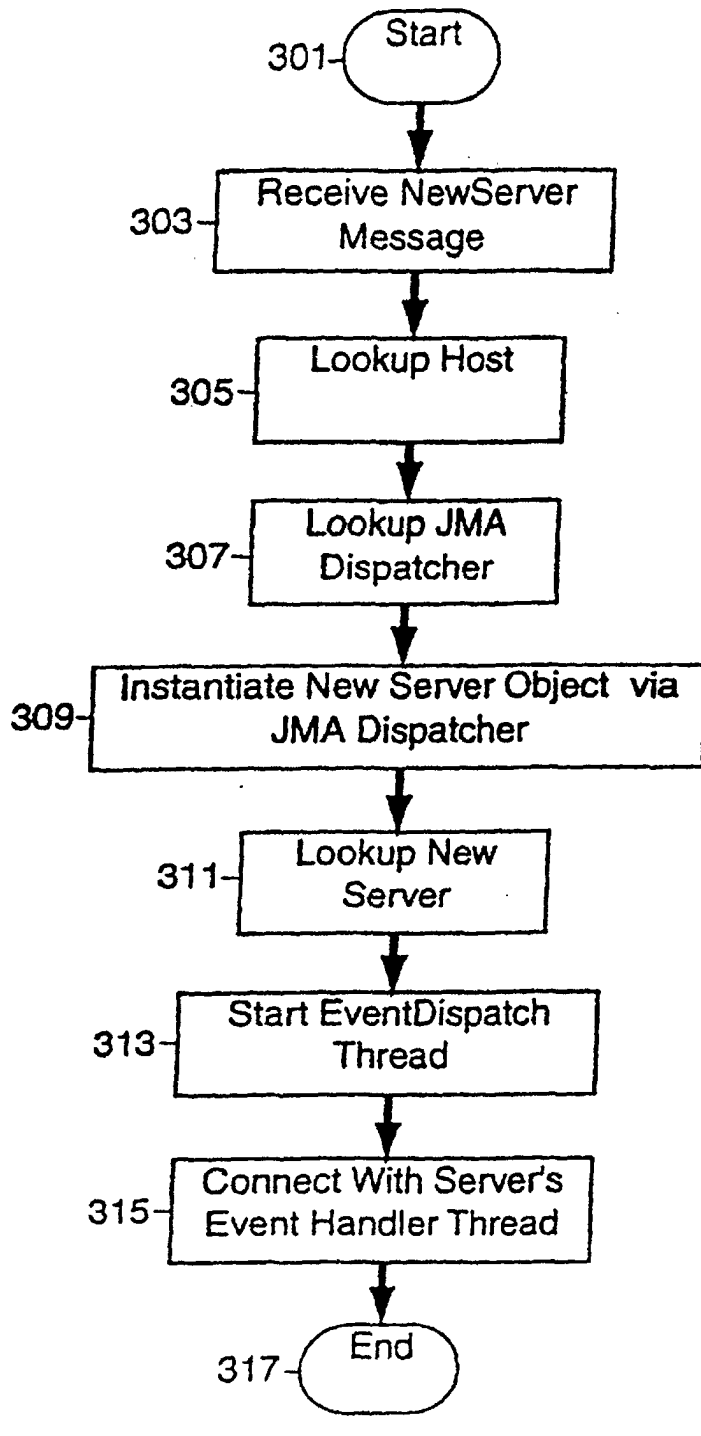 Start
301
Receive NewServer
Message
303
Lookup Host
305
Lookup JMA
Dispatcher
307
Instantiate New Server Object via
JMA Dispatcher
309
Lookup New
Server
311
Start EventDispatch
Thread
313
Connect With Server's
Event Handler Thread
315
End
317